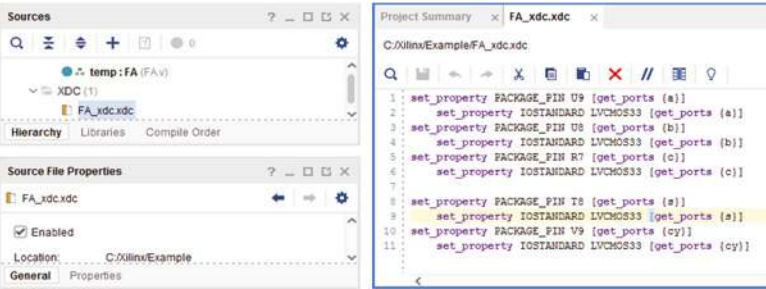 Sources
? _ □ X
0
temp : FA (FA.v)
XDC (1)
FA_xdc.xdc
Hierarchy Libraries Compile Order
Source File Properties
? _ □ X
FA_xdc.xdc
Enabled
Location: C:/Xilinx/Example
General Properties
Project Summary x FA_xdc.xdc x
C:/Xilinx/Example/FA_xdc.xdc
1 set_property PACKAGE_PIN U9 [get_ports {a}]
2 set_property IOSTANDARD LVCMOS33 [get_ports {a}]
3 set_property PACKAGE_PIN U8 [get_ports {b}]
4 set_property IOSTANDARD LVCMOS33 [get_ports {b}]
5 set_property PACKAGE_PIN R7 [get_ports {c}]
6 set_property IOSTANDARD LVCMOS33 [get_ports {c}]
7
8 set_property PACKAGE_PIN T8 [get_ports {s}]
9 set_property IOSTANDARD LVCMOS33 [get_ports {s}]
10 set_property PACKAGE_PIN V9 [get_ports {cy}]
11 set_property IOSTANDARD LVCMOS33 [get_ports {cy}]